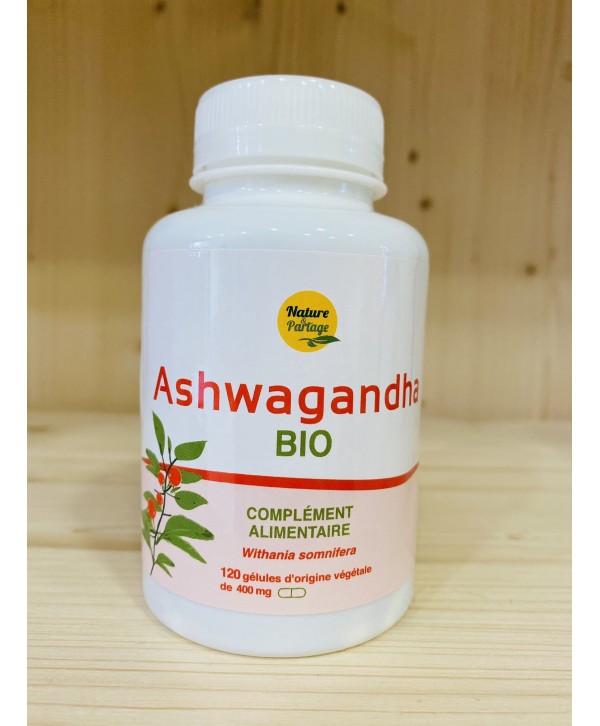 Nature
&
Partage
Ashwagandha
BIO
COMPLÉMENT
ALIMENTAIRE
Withania somnifera
120 gélules d'origine végétale
de 400 mg